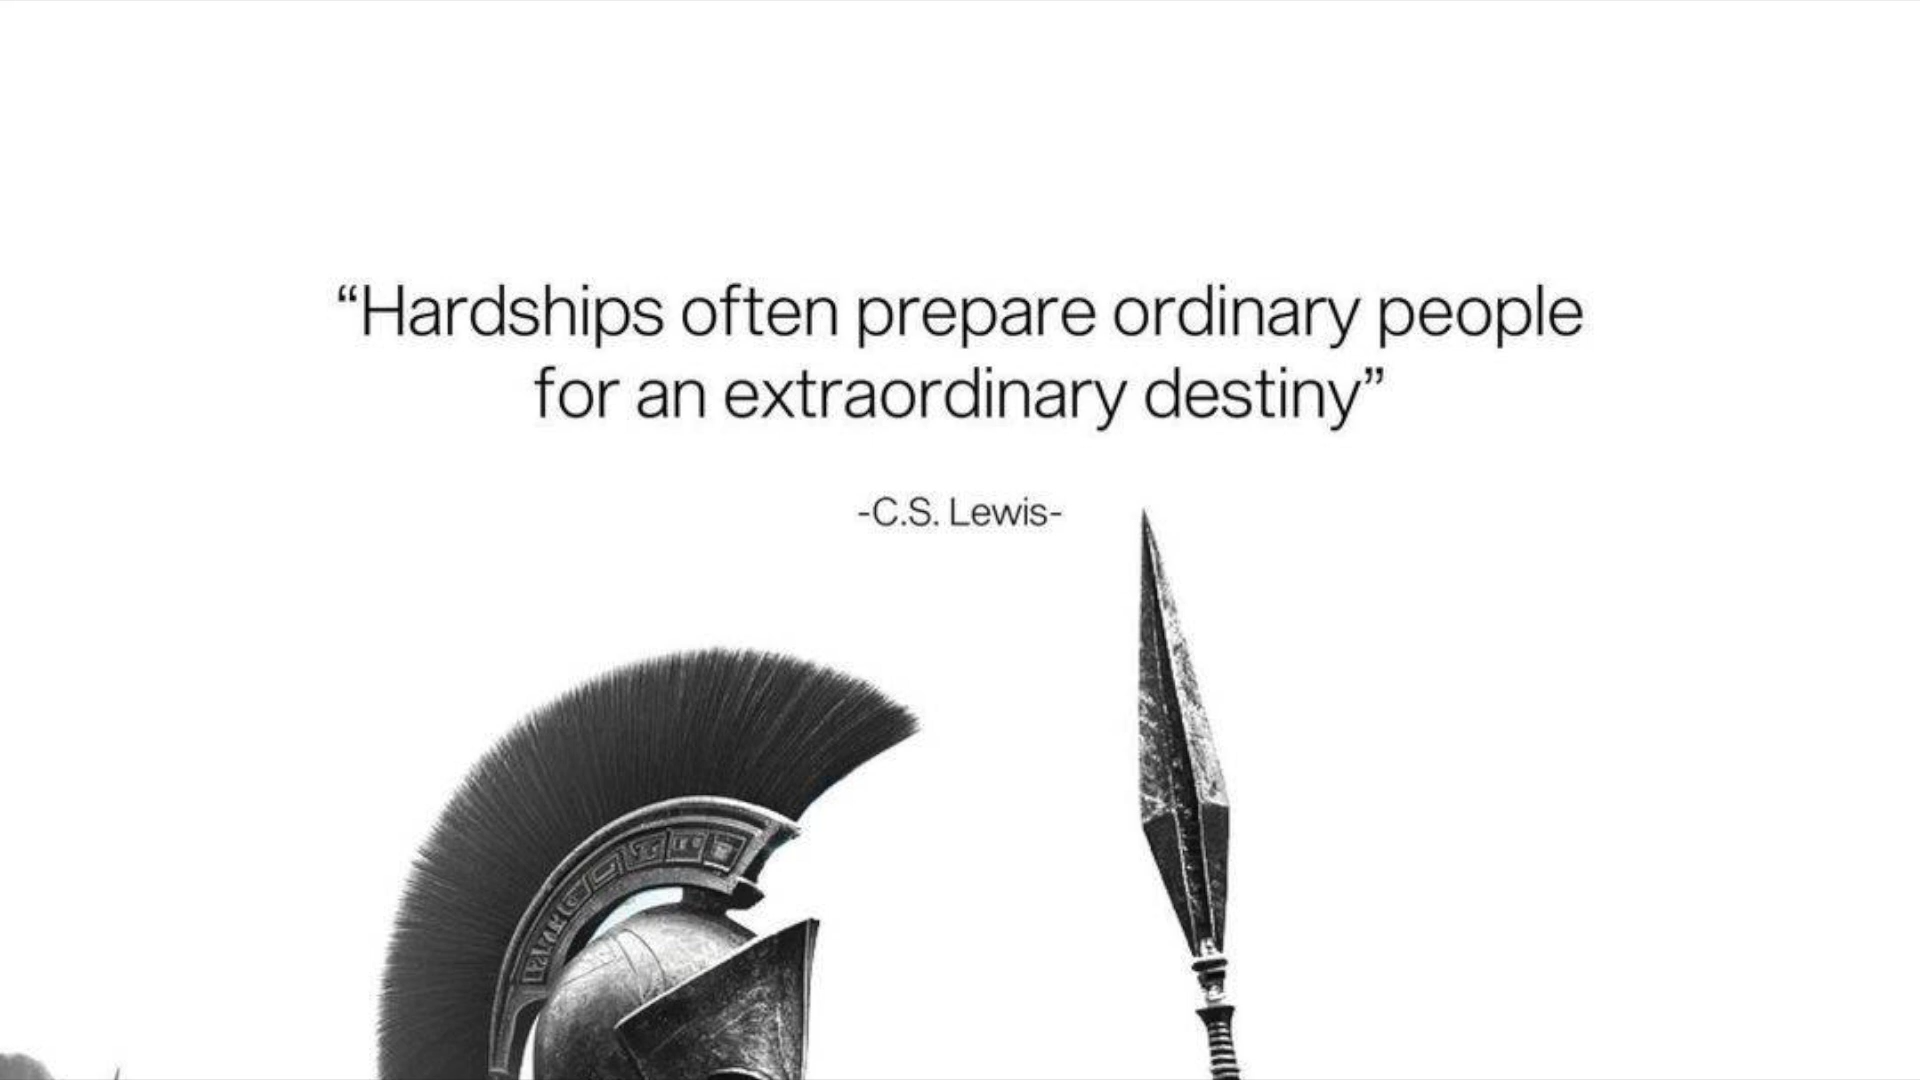 “Hardships often prepare ordinary people
for an extraordinary destiny”
-C.S. Lewis-